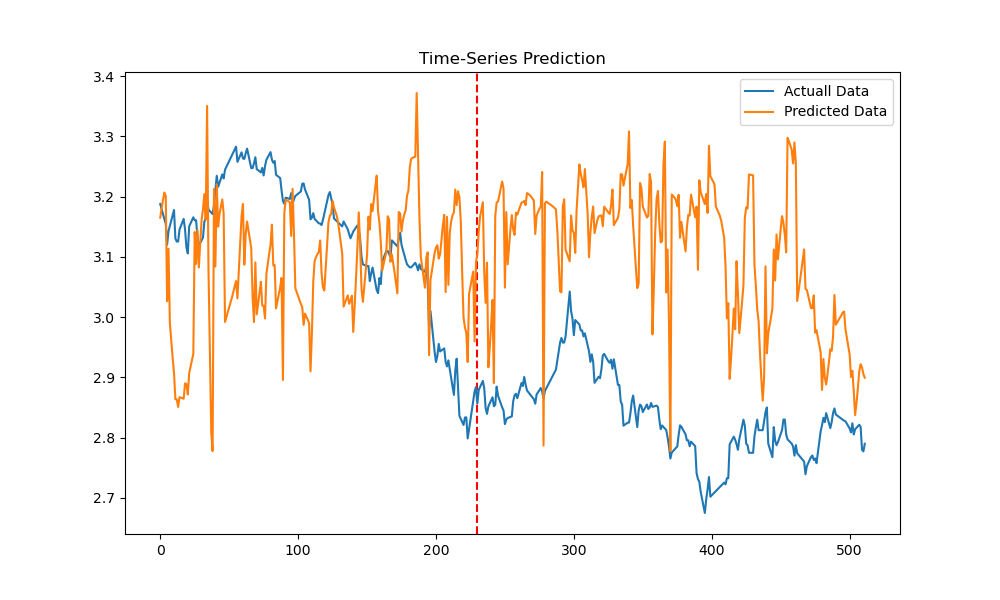 Time-Series Prediction
3.4
3.3
3.2
3.1
3.0
2.9
2.8
2.7
Actuall Data
Predicted Data
0 100 200 300 400 500